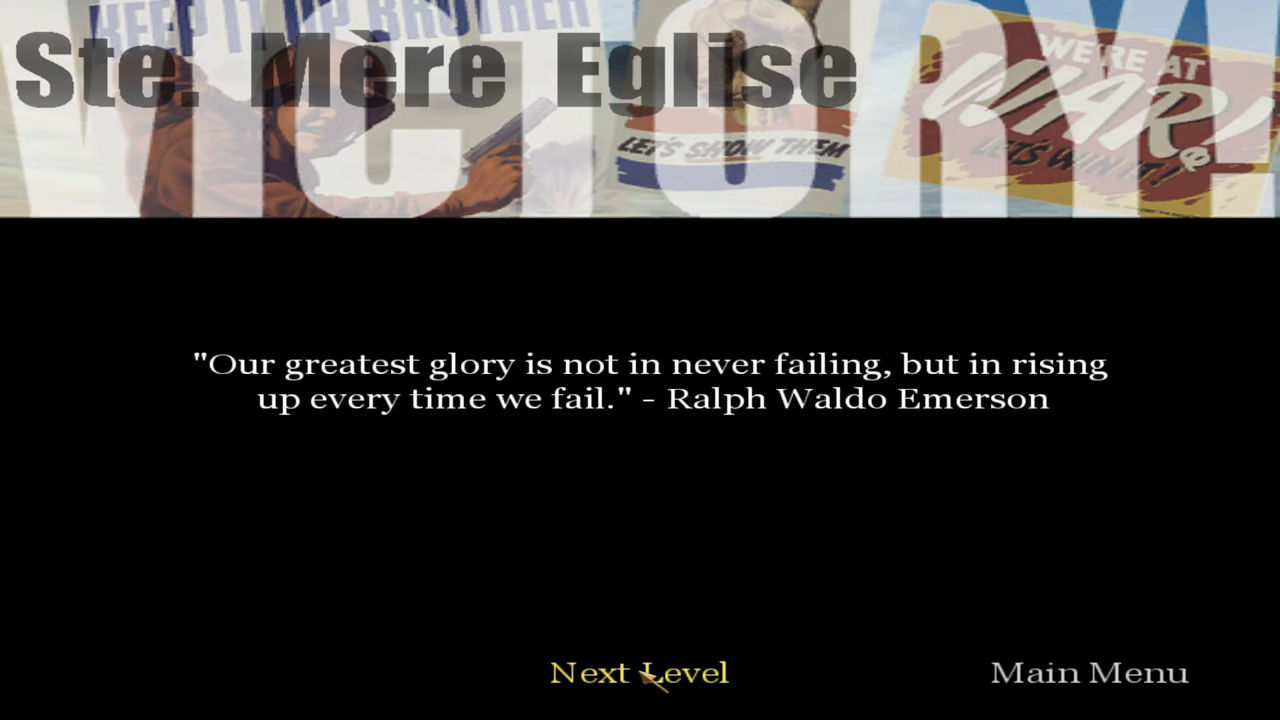 KEEP IT UP BROTHER
VICTORY
Ste. Mère Eglise
WE'RE AT
WAR!
LET'S SHOW THEM
LET'S WIN IT!
"Our greatest glory is not in never failing, but in rising
up every time we fail." - Ralph Waldo Emerson
Next Level
Main Menu